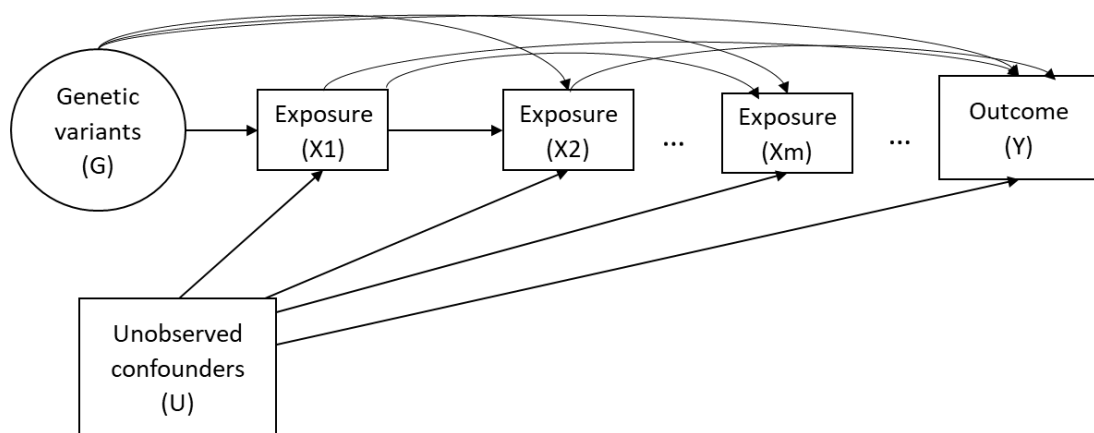 Genetic
variants
(G)
Exposure
(X1)
Exposure
(X2)
...
Exposure
(Xm)
...
Outcome
(Y)
Unobserved
confounders
(U)